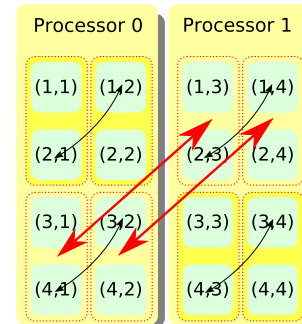 Processor 0 Processor 1
(1,1) (1,2) (1,3) (1,4)
(2,1) (2,2) (2,3) (2,4)
(3,1) (3,2) (3,3) (3,4)
(4,1) (4,2) (4,3) (4,4)